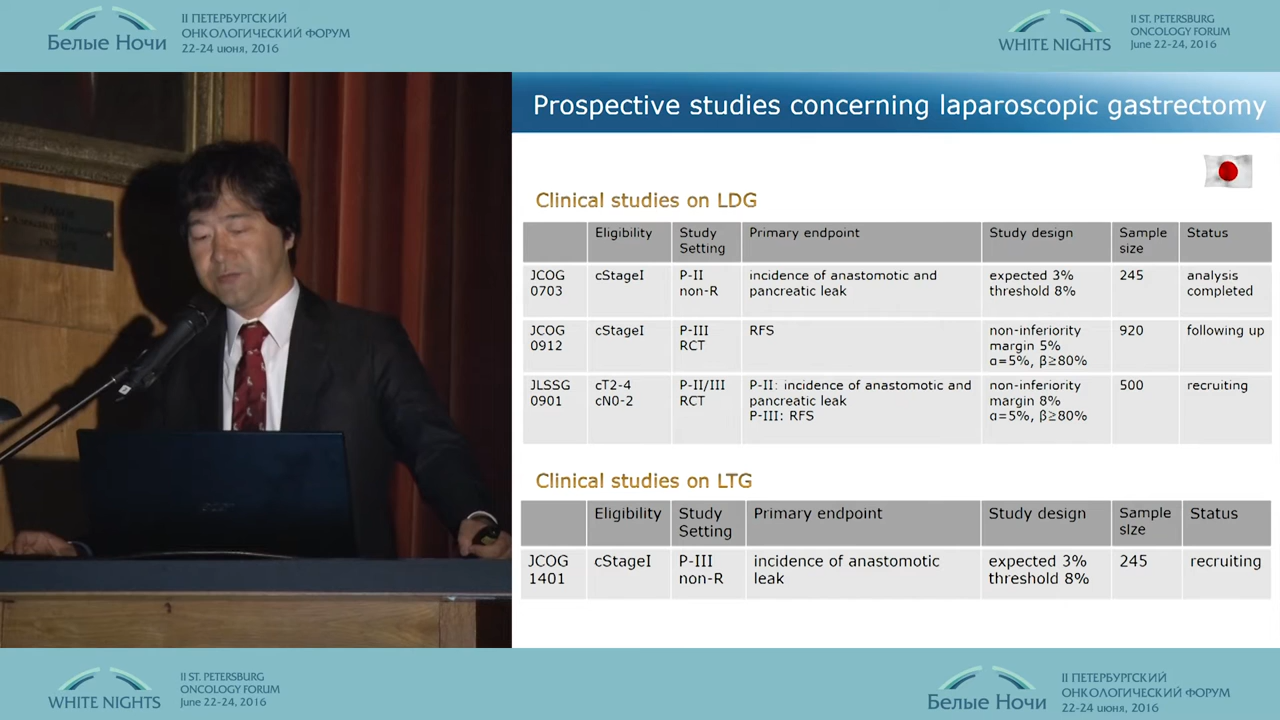 II ПЕТЕРБУРГСКИЙ
ОНКОЛОГИЧЕСКИЙ ФОРУМ
Белые Ночи
22-24 июня, 2016
II ST. PETERSBURG
ONCOLOGY FORUM
WHITE NIGHTS
June 22-24, 2016
Prospective studies concerning laparoscopic gastrectomy
Clinical studies on LDG
Eligibility Study Setting Primary endpoint Study design Sample size Status
JCOG 0703 cStageI P-II non-R incidence of anastomotic and pancreatic leak expected 3% threshold 8% 245 analysis completed
JCOG 0912 cStageI P-III RCT RFS non-inferiority margin 5% α=5%, β≥80% 920 following up
JLSSG 0901 cT2-4 cN0-2 P-II/III RCT P-II: incidence of anastomotic and pancreatic leak P-III: RFS non-inferiority margin 8% α=5%, β≥80% 500 recruiting
Clinical studies on LTG
Eligibility Study Setting Primary endpoint Study design Sample size Status
JCOG 1401 cStageI P-III non-R incidence of anastomotic leak expected 3% threshold 8% 245 recruiting
II ST. PETERSBURG
ONCOLOGY FORUM
WHITE NIGHTS
June 22-24, 2016
II ПЕТЕРБУРГСКИЙ
ОНКОЛОГИЧЕСКИЙ ФОРУМ
Белые Ночи
22-24 июня, 2016